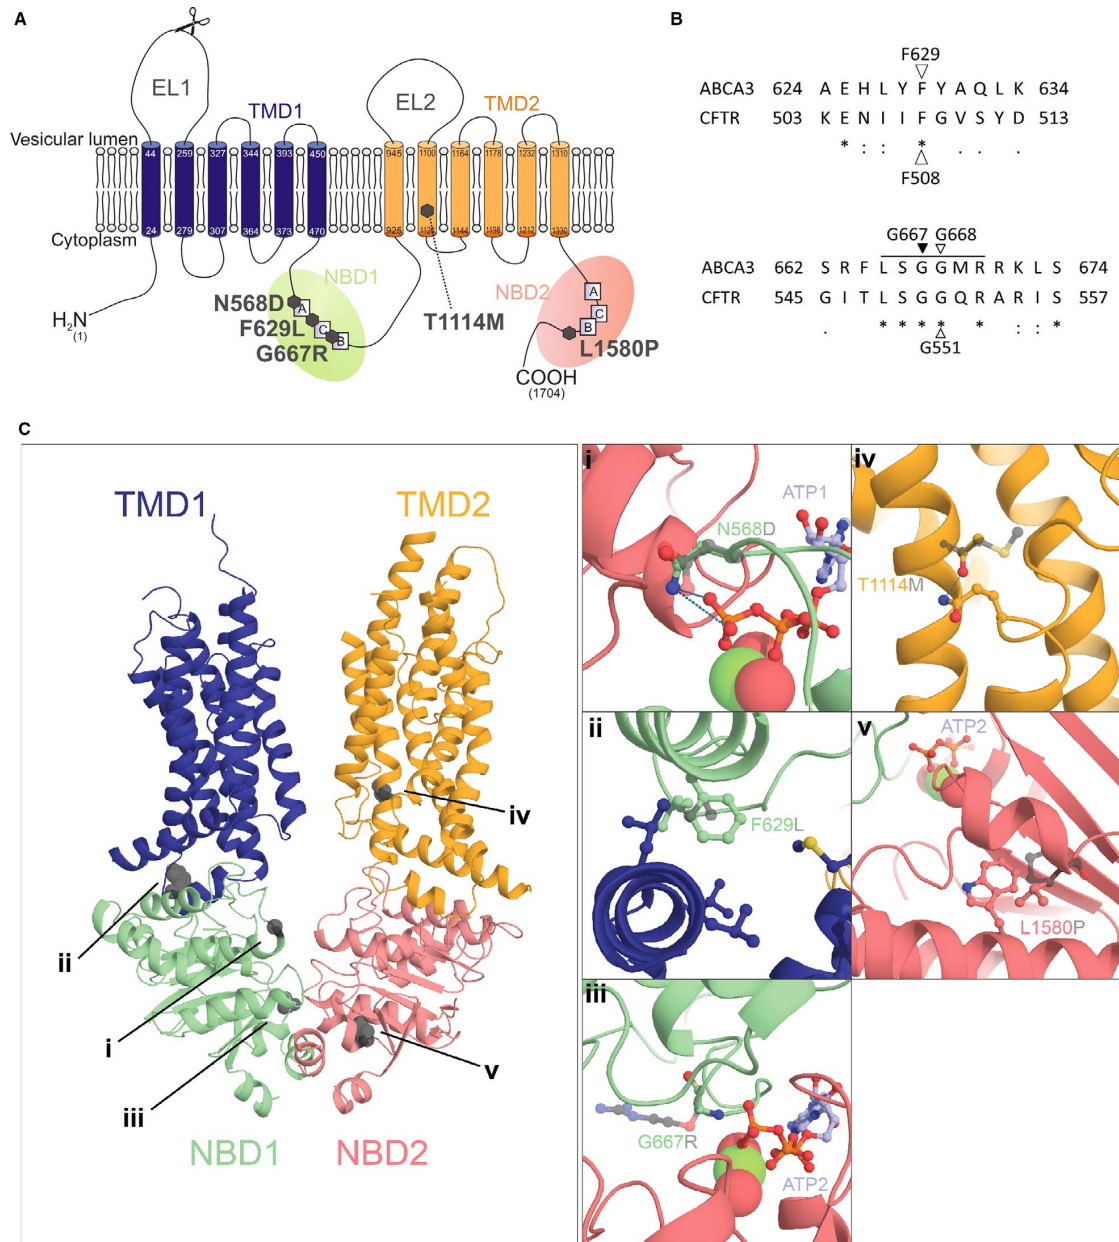 A
EL1
EL2
TMD1
TMD2
Vesicular lumen
44 259 327 344 393 450 945 1100 1164 1178 1232 1310
24 279 307 364 373 470 925 1144 1198 1212 1330
Cytoplasm
NBD1
NBD2
N568D
A
F629L
C
G667R
B
T1114M
A
C
B
L1580P
H2N
(1)
COOH
(1704)
B
F629
ABCA3 624 A E H L Y F Y A Q L K 634
CFTR 503 K E N I I F G V S Y D 513
* : : * . . .
F508
G667 G668
ABCA3 662 S R F L S G G M R R K L S 674
CFTR 545 G I T L S G G Q R A R I S 557
. * * * * * : : *
G551
C
TMD1
TMD2
iv
ii
i
iii
v
NBD1
NBD2
i
ATP1
N568D
iv
T1114M
ii
F629L
v
ATP2
L1580P
iii
G667R
ATP2